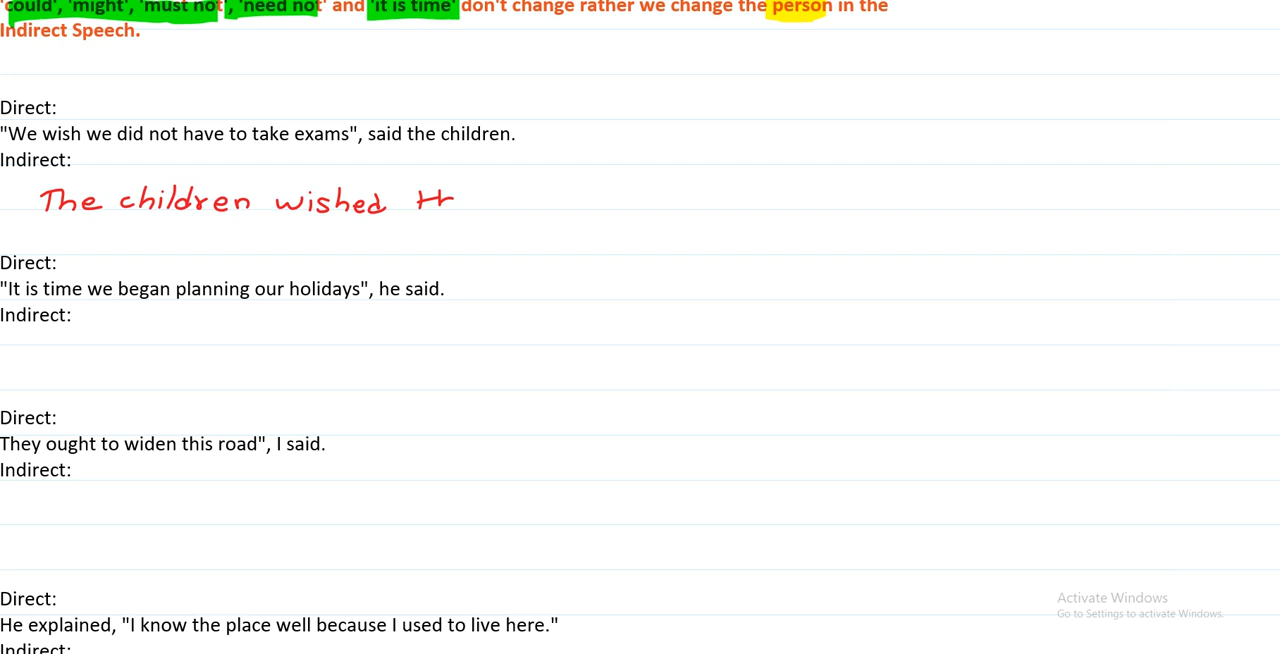 'could', 'might', 'must not', 'need not' and 'it is time' don't change rather we change the person in the
Indirect Speech.
Direct:
"We wish we did not have to take exams", said the children.
Indirect:
The children wished th
Direct:
"It is time we began planning our holidays", he said.
Indirect:
Direct:
They ought to widen this road", I said.
Indirect:
Direct:
He explained, "I know the place well because I used to live here."
Indirect:
Activate Windows
Go to Settings to activate Windows.